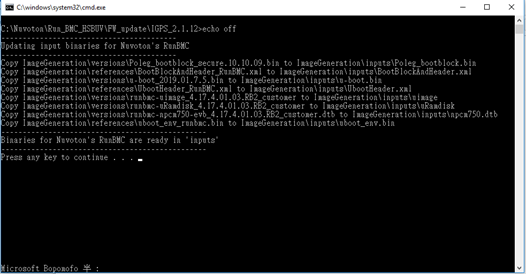 C:\windows\system32\cmd.exe
C:\Nuvoton\Run_BMC_HSBUV\FW_update\IGPS_2.1.12>echo off
----------------------------------
Updating input binaries for Nuvoton's RunBMC
----------------------------------
Copy ImageGeneration\versions\Poleg_bootblock_secure.10.10.09.bin to ImageGeneration\inputs\Poleg_bootblock.bin
Copy ImageGeneration\references\BootBlockAndHeader_RunBMC.xml to ImageGeneration\inputs\BootBlockAndHeader.xml
Copy ImageGeneration\versions\u-boot_2019.01.7.5.bin to ImageGeneration\inputs\u-boot.bin
Copy ImageGeneration\references\UbootHeader_RunBMC.xml to ImageGeneration\inputs\UbootHeader.xml
Copy ImageGeneration\versions\runbmc-uimage_4.17.4.01.03.RB2_customer to ImageGeneration\inputs\uimage
Copy ImageGeneration\versions\runbmc-uRamdisk_4.17.4.01.03.RB2_customer to ImageGeneration\inputs\uRamdisk
Copy ImageGeneration\versions\runbmc-npcm750-evb_4.17.4.01.03.RB2_customer.dtb to ImageGeneration\inputs\npcm750.dtb
Copy ImageGeneration\references\uboot_env_runbmc.bin to ImageGeneration\inputs\uboot_env.bin
----------------------------------------
Binaries for Nuvoton's RunBMC are ready in 'inputs'
----------------------------------------
Press any key to continue . . .
Microsoft Bopomofo 半 :